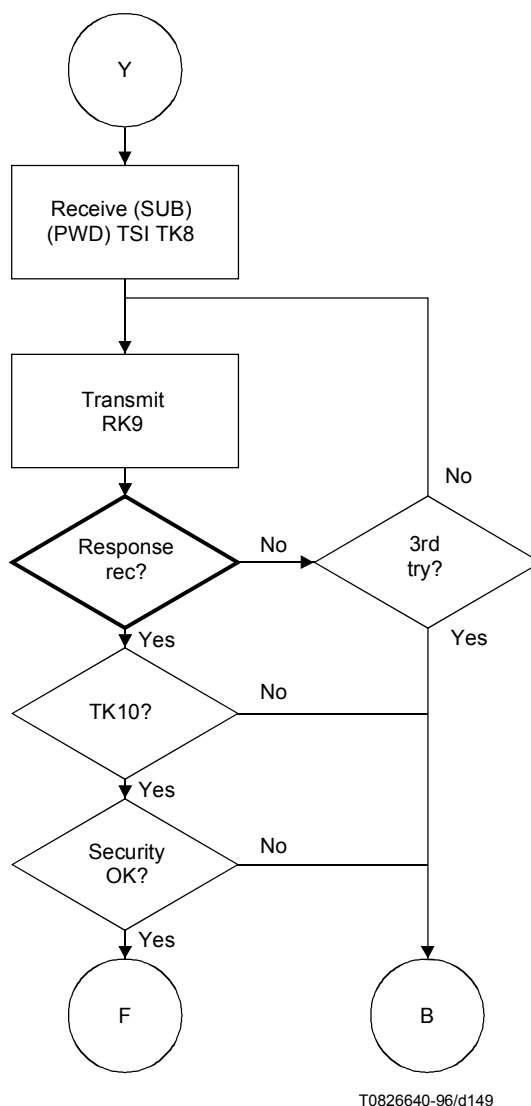 Y
Receive (SUB)
(PWD) TSI TK8
Transmit
RK9
No
Response
rec?
No
3rd
try?
Yes
Yes
TK10?
No
Yes
Security
OK?
No
Yes
F
B
T0826640-96/d149